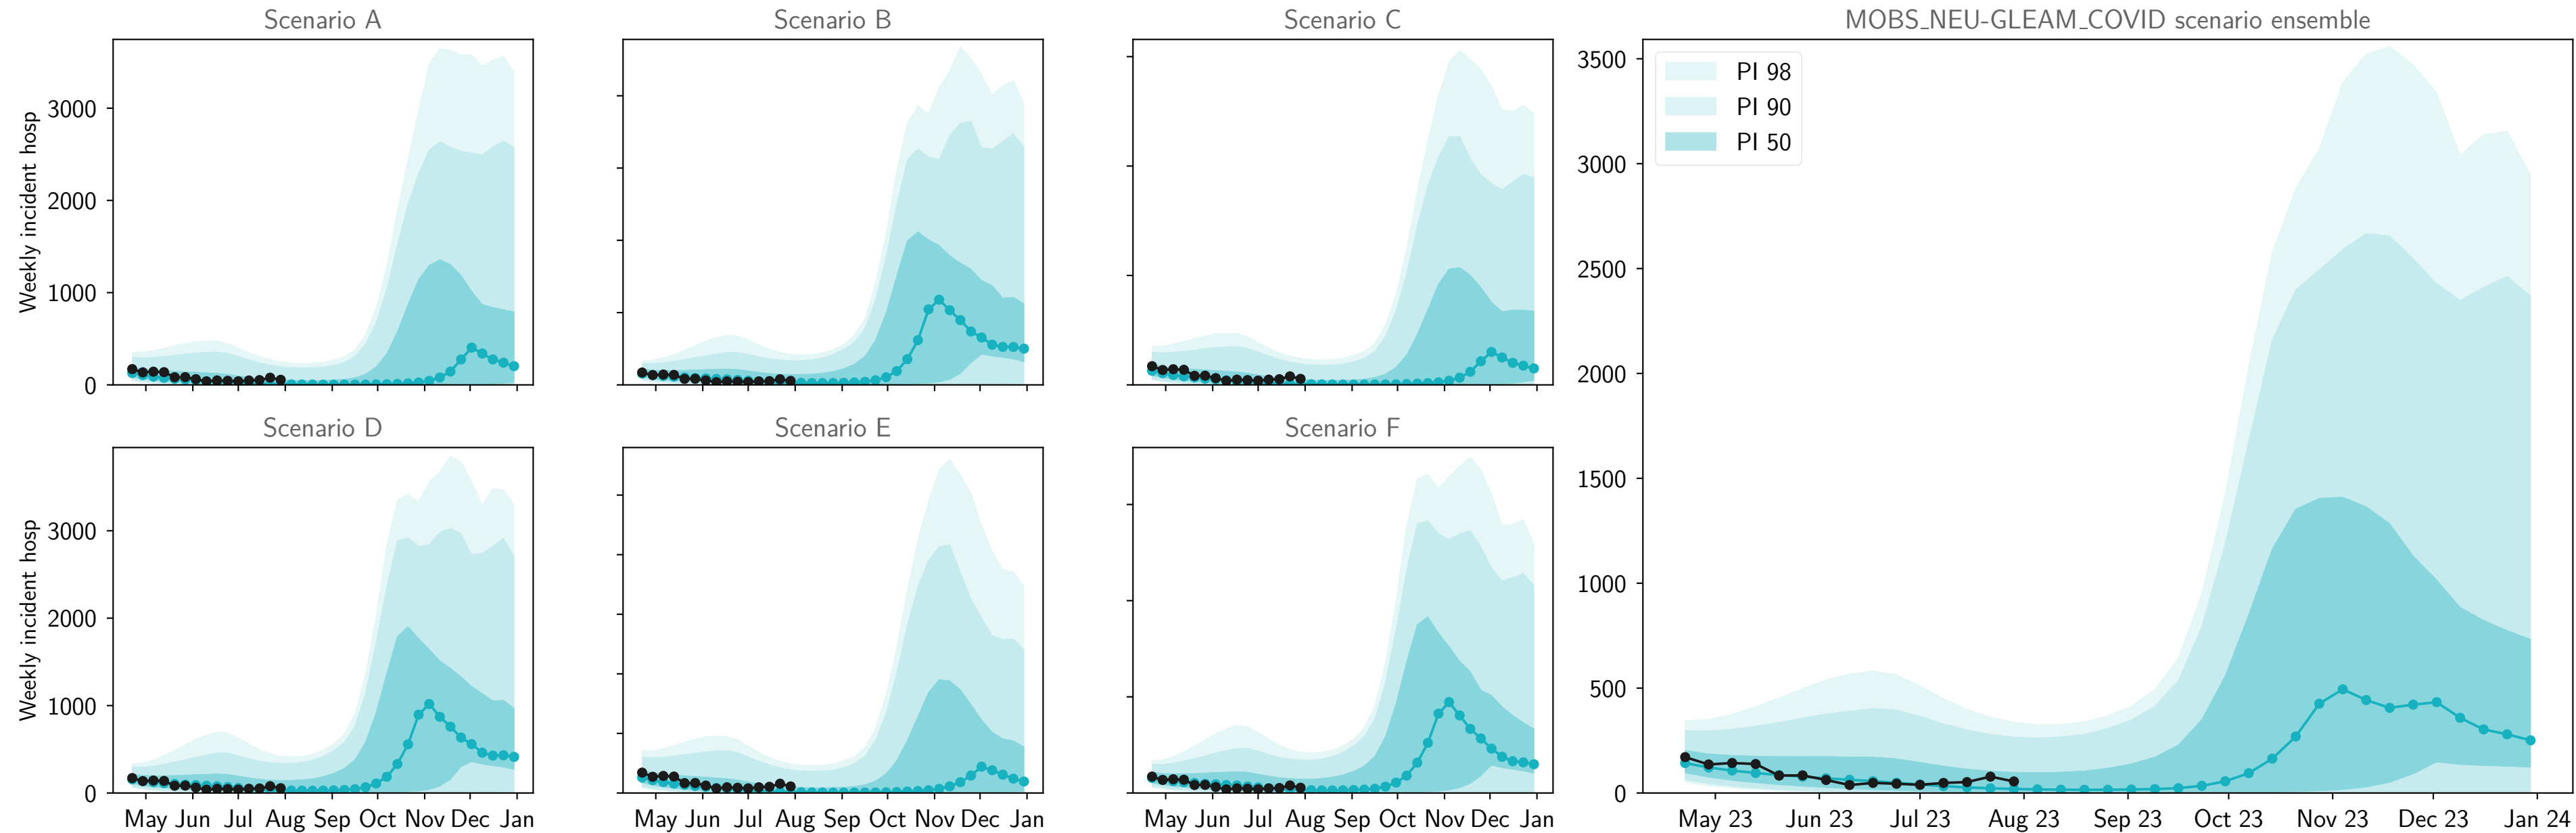 Scenario A
Scenario B
Scenario C
MOBS_NEU-GLEAM_COVID scenario ensemble
Weekly incident hosp
3000
2000
1000
0
3500
3000
2500
2000
1500
1000
500
0
PI 98
PI 90
PI 50
Scenario D
Scenario E
Scenario F
Weekly incident hosp
3000
2000
1000
0
May Jun Jul Aug Sep Oct Nov Dec Jan
May Jun Jul Aug Sep Oct Nov Dec Jan
May Jun Jul Aug Sep Oct Nov Dec Jan
May 23 Jun 23 Jul 23 Aug 23 Sep 23 Oct 23 Nov 23 Dec 23 Jan 24